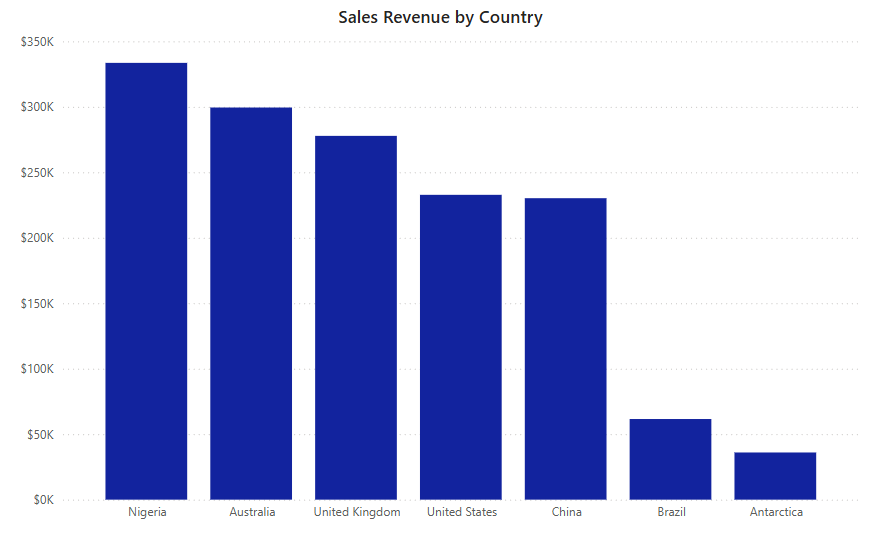 Sales Revenue by Country
$350K
$300K
$250K
$200K
$150K
$100K
$50K
$0K
Nigeria Australia United Kingdom United States China Brazil Antarctica